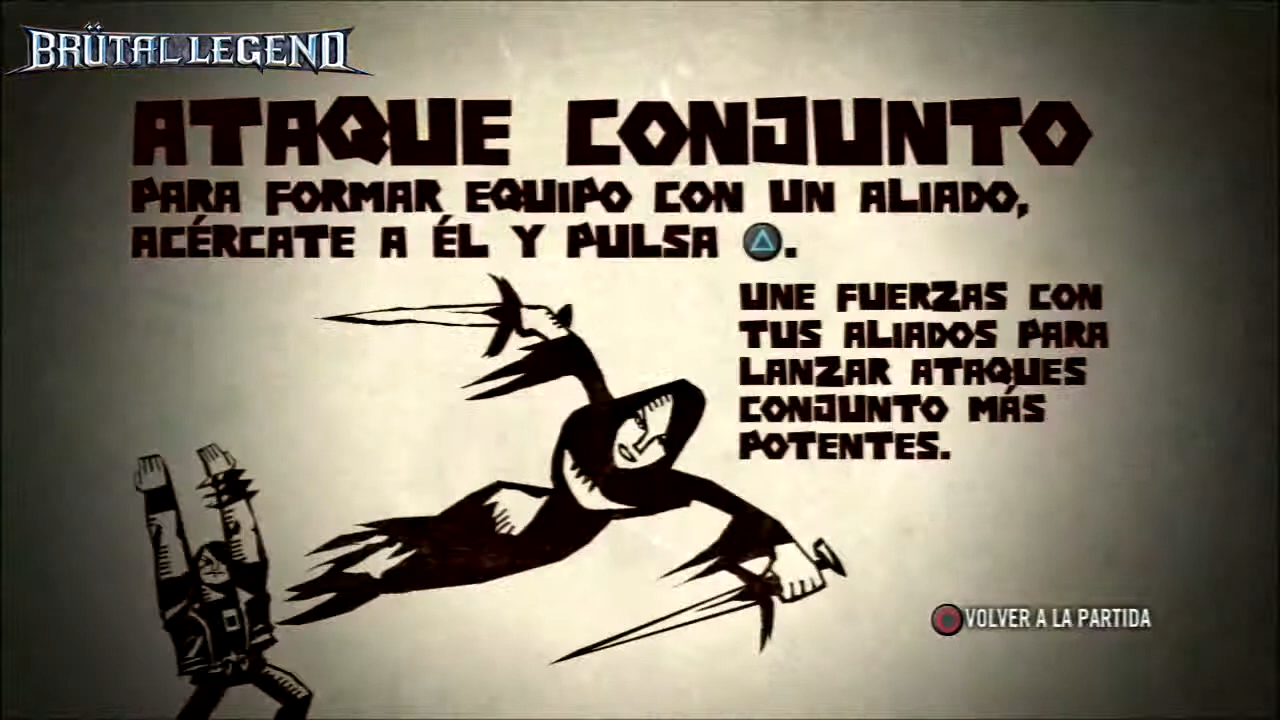 BRÜTAL LEGEND
ATAQUE CONJUNTO
PARA FORMAR EQUIPO CON UN ALIADO,
ACÉRCATE A ÉL Y PULSA △.
UNE FUERZAS CON
TUS ALIADOS PARA
LANZAR ATAQUES
CONJUNTO MÁS
POTENTES.
VOLVER A LA PARTIDA